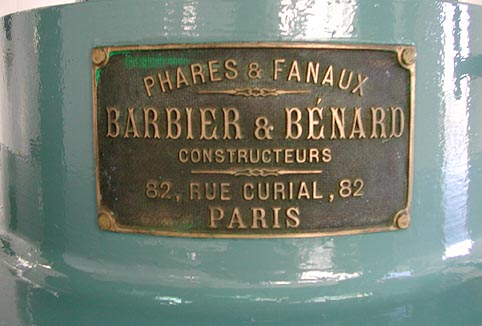 PHARES & FANAUX
BARBIER & BÉNARD
CONSTRUCTEURS
82, RUE CURIAL, 82
PARIS